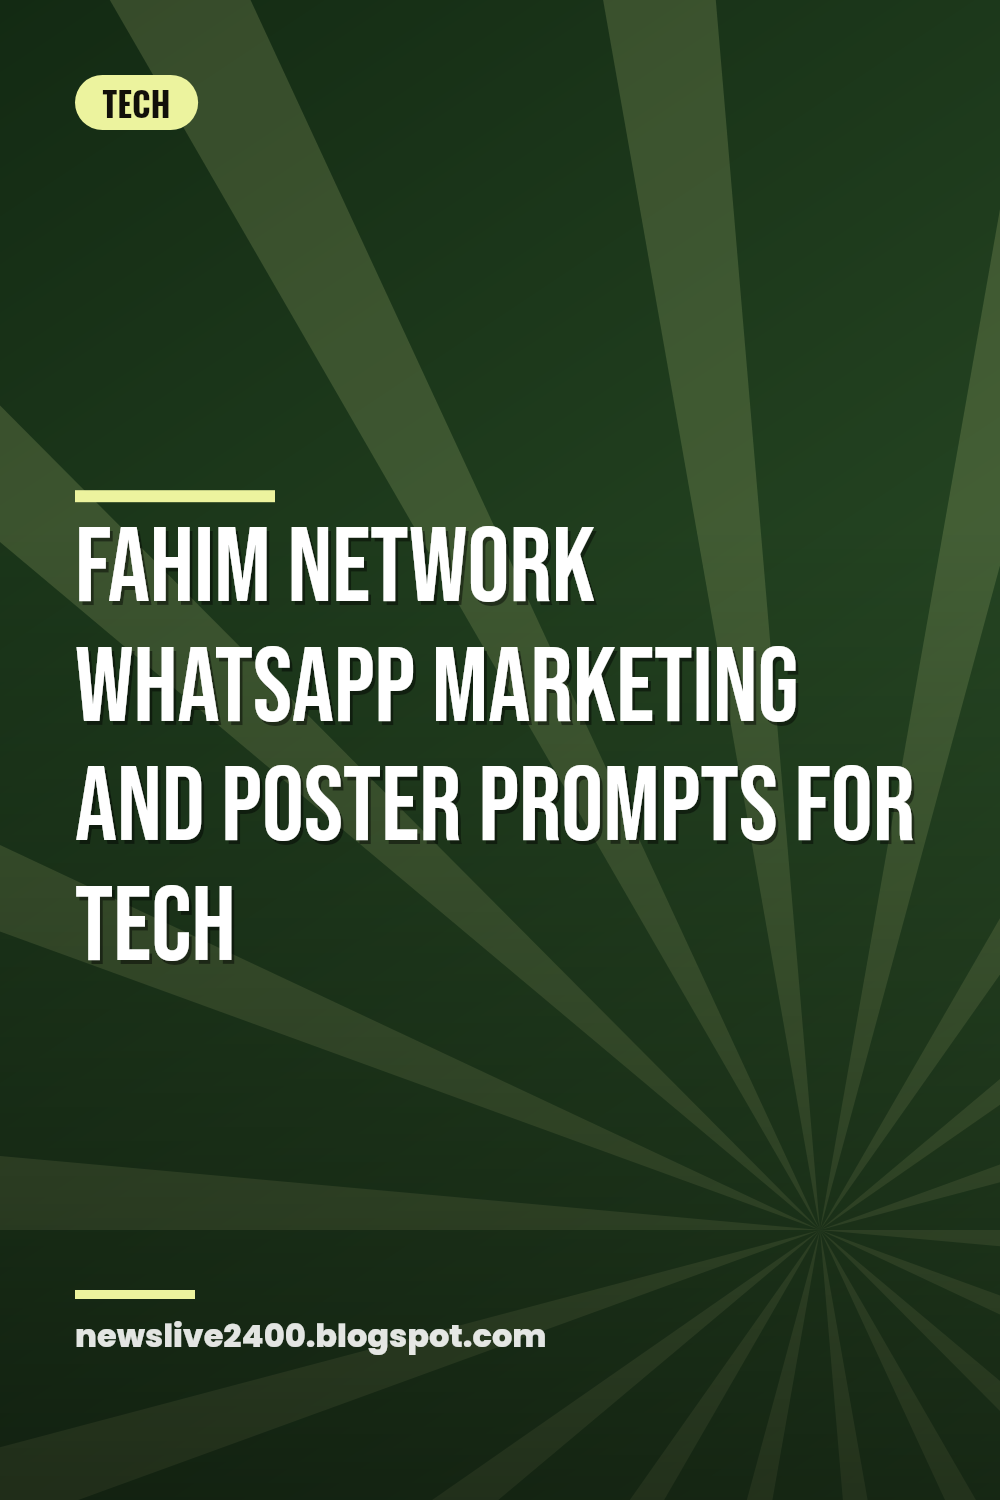 TECH
FAHIM NETWORK
WHATSAPP MARKETING
AND POSTER PROMPTS FOR
TECH
newslive2400.blogspot.com